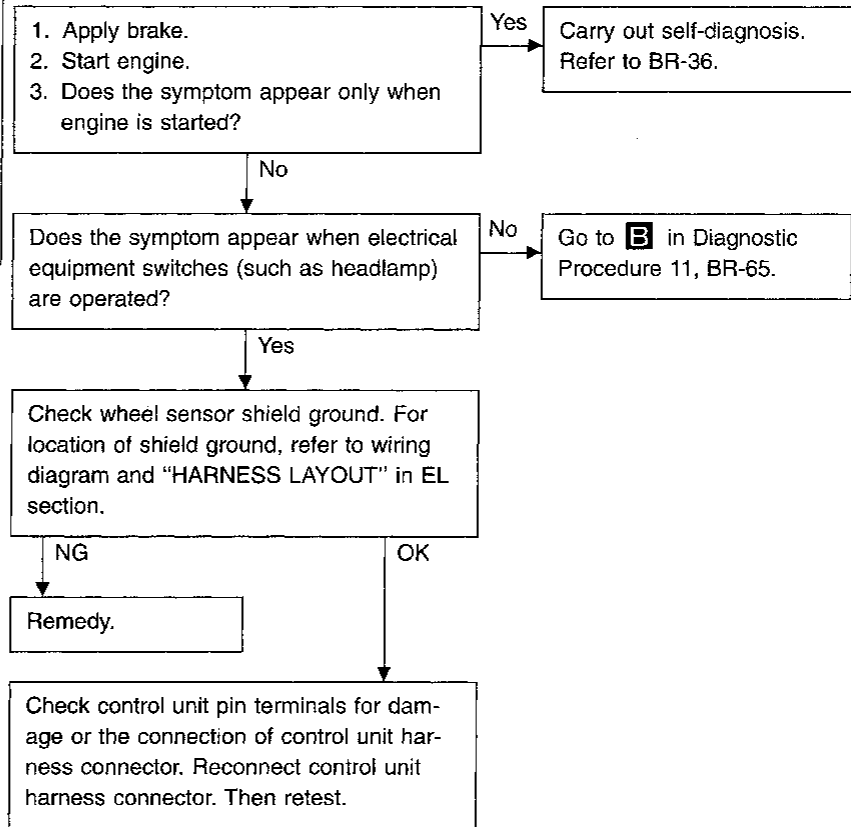 1. Apply brake.
2. Start engine.
3. Does the symptom appear only when
engine is started?
Yes
Carry out self-diagnosis.
Refer to BR-36.
No
Does the symptom appear when electrical
equipment switches (such as headlamp)
are operated?
No
Go to B in Diagnostic
Procedure 11, BR-65.
Yes
Check wheel sensor shield ground. For
location of shield ground, refer to wiring
diagram and “HARNESS LAYOUT” in EL
section.
NG
OK
Remedy.
Check control unit pin terminals for dam-
age or the connection of control unit har-
ness connector. Reconnect control unit
harness connector. Then retest.